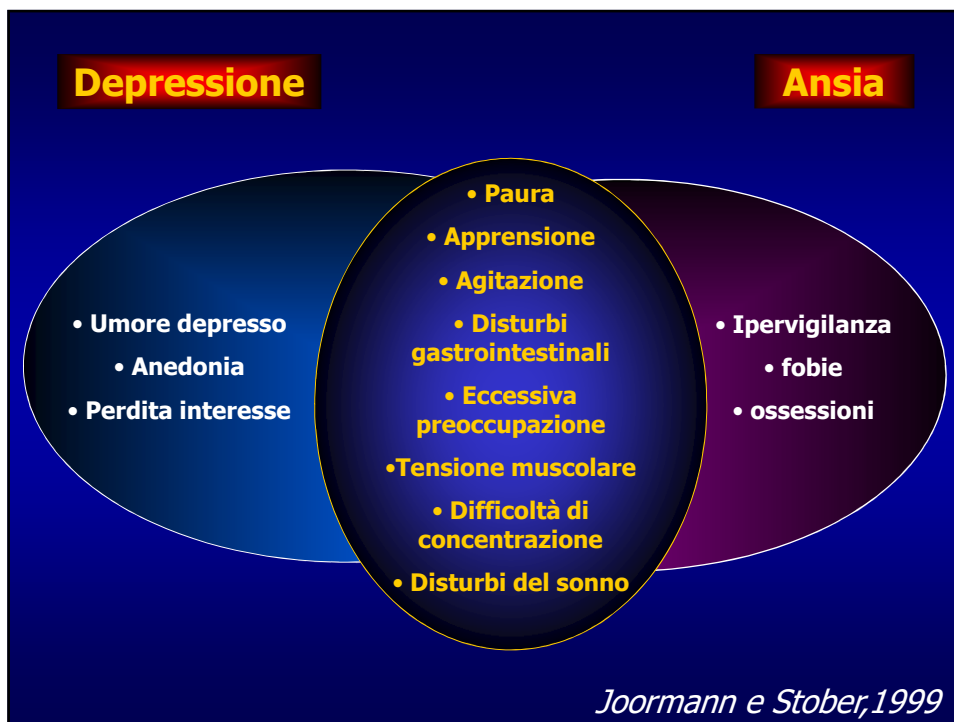 Depressione
Ansia
• Umore depresso
• Anedonia
• Perdita interesse
• Paura
• Apprensione
• Agitazione
• Disturbi
gastrointestinali
• Eccessiva
preoccupazione
•Tensione muscolare
• Difficoltà di
concentrazione
• Disturbi del sonno
• Ipervigilanza
• fobie
• ossessioni
Joormann e Stober,1999